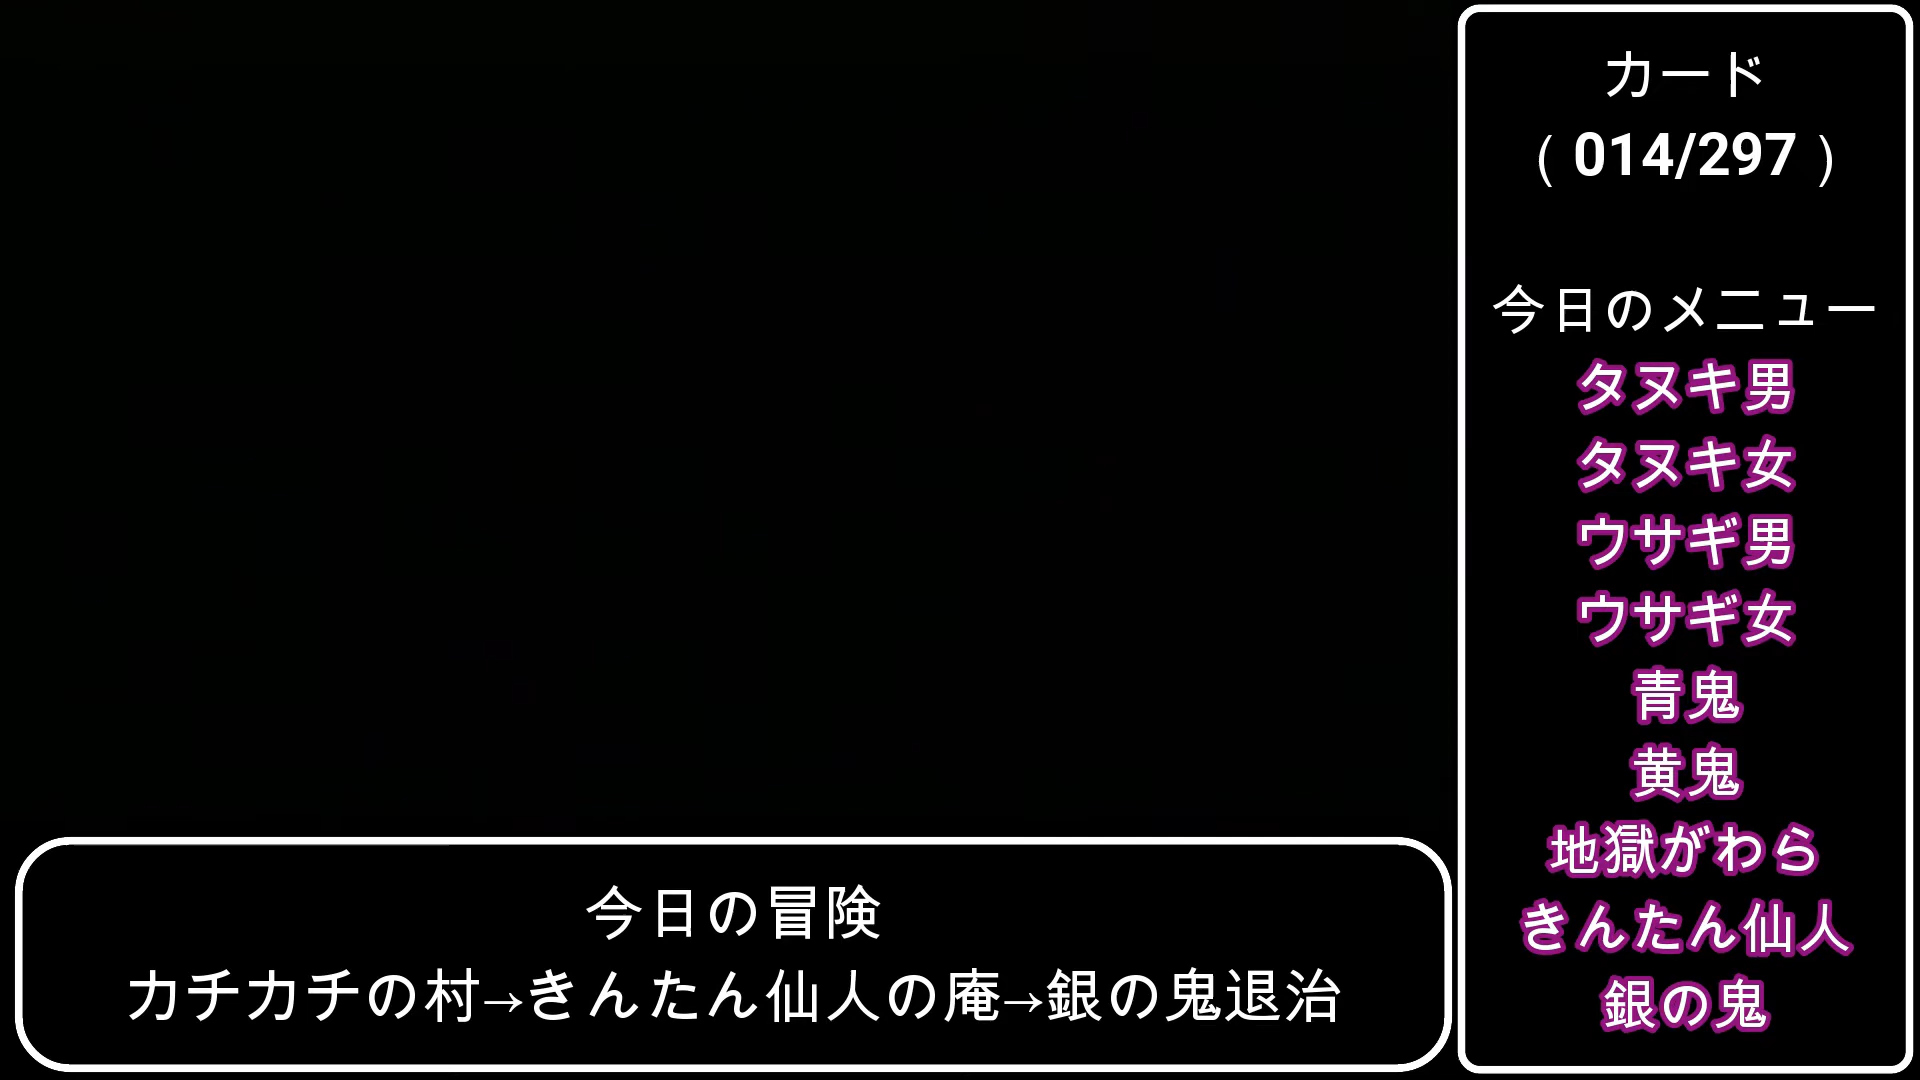 カード
（014/297）
今日のメニュー
タヌキ男
タヌキ女
ウサギ男
ウサギ女
青鬼
黄鬼
地獄がわら
きんたん仙人
銀の鬼
今日の冒険
カチカチの村→きんたん仙人の庵→銀の鬼退治